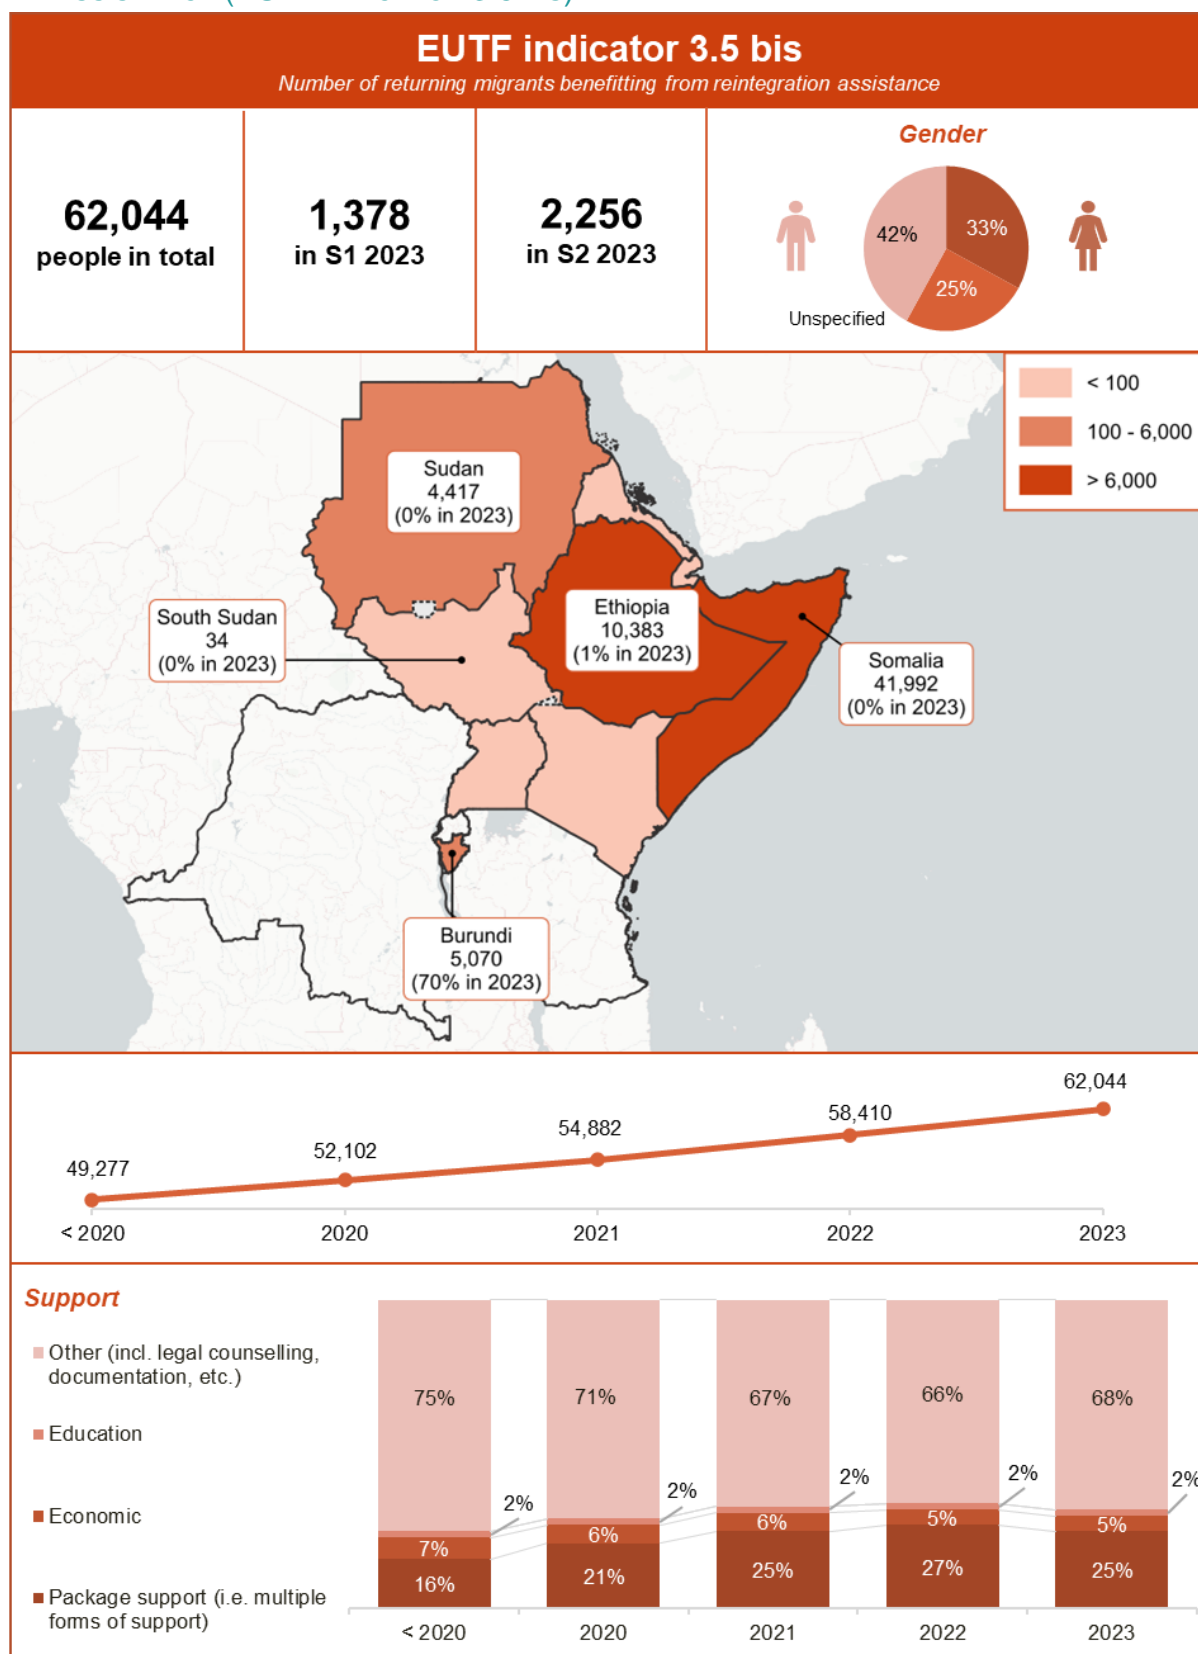 EUTF indicator 3.5 bis
Number of returning migrants benefitting from reintegration assistance
62,044
people in total
1,378
in S1 2023
2,256
in S2 2023
Gender
42%
33%
25%
Unspecified
< 100
100 - 6,000
> 6,000
Sudan
4,417
(0% in 2023)
South Sudan
34
(0% in 2023)
Ethiopia
10,383
(1% in 2023)
Somalia
41,992
(0% in 2023)
Burundi
5,070
(70% in 2023)
49,277
52,102
54,882
58,410
62,044
< 2020
2020
2021
2022
2023
Support
Other (incl. legal counselling,
documentation, etc.)
Education
Economic
Package support (i.e. multiple
forms of support)
75%
71%
67%
66%
68%
2%
2%
2%
2%
2%
7%
6%
6%
5%
5%
16%
21%
25%
27%
25%
< 2020
2020
2021
2022
2023